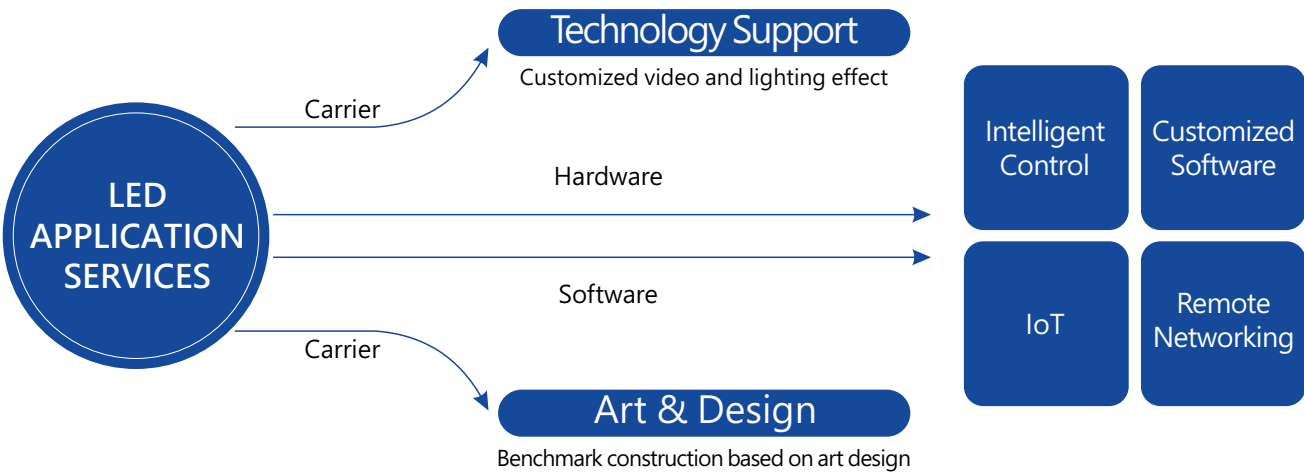 LED
APPLICATION
SERVICES
Carrier
Technology Support
Customized video and lighting effect
Hardware
Software
Carrier
Art & Design
Benchmark construction based on art design
Intelligent
Control
Customized
Software
IoT
Remote
Networking